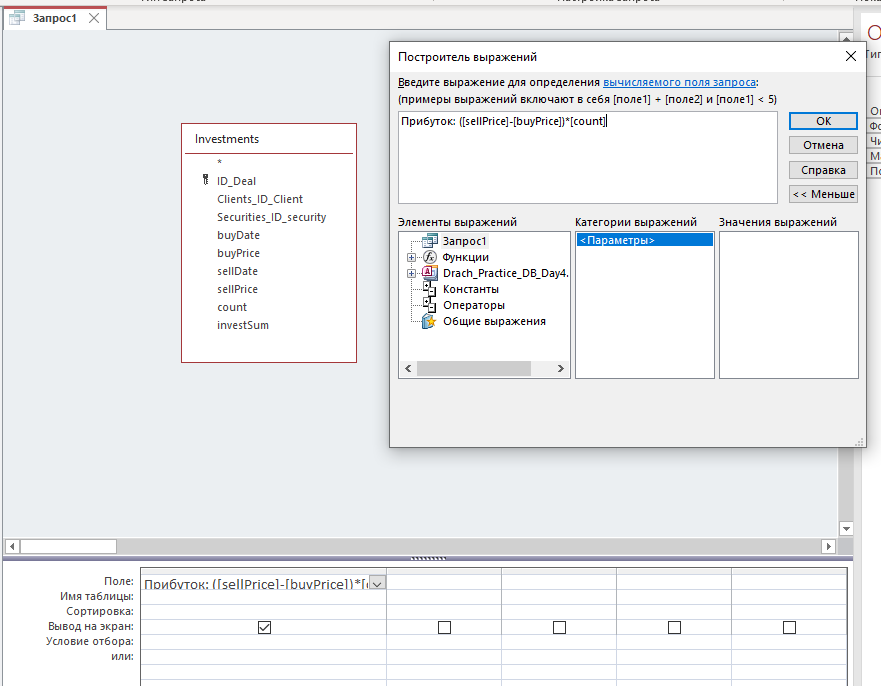 Запрос1
Investments
*
ID_Deal
Clients_ID_Client
Securities_ID_security
buyDate
buyPrice
sellDate
sellPrice
count
investSum
Построитель выражений
Введите выражение для определения вычисляемого поля запроса:
(примеры выражений включают в себя [поле1] + [поле2] и [поле1] < 5)
Прибуток: ([sellPrice]-[buyPrice])*[count]
ОК
Отмена
Справка
<< Меньше
Элементы выражений
Запрос1
Функции
Drach_Practice_DB_Day4.
Константы
Операторы
Общие выражения
Категории выражений
<Параметры>
Значения выражений
Поле: Прибуток: ([sellPrice]-[buyPrice])*[
Имя таблицы:
Сортировка:
Вывод на экран:
Условие отбора:
или: